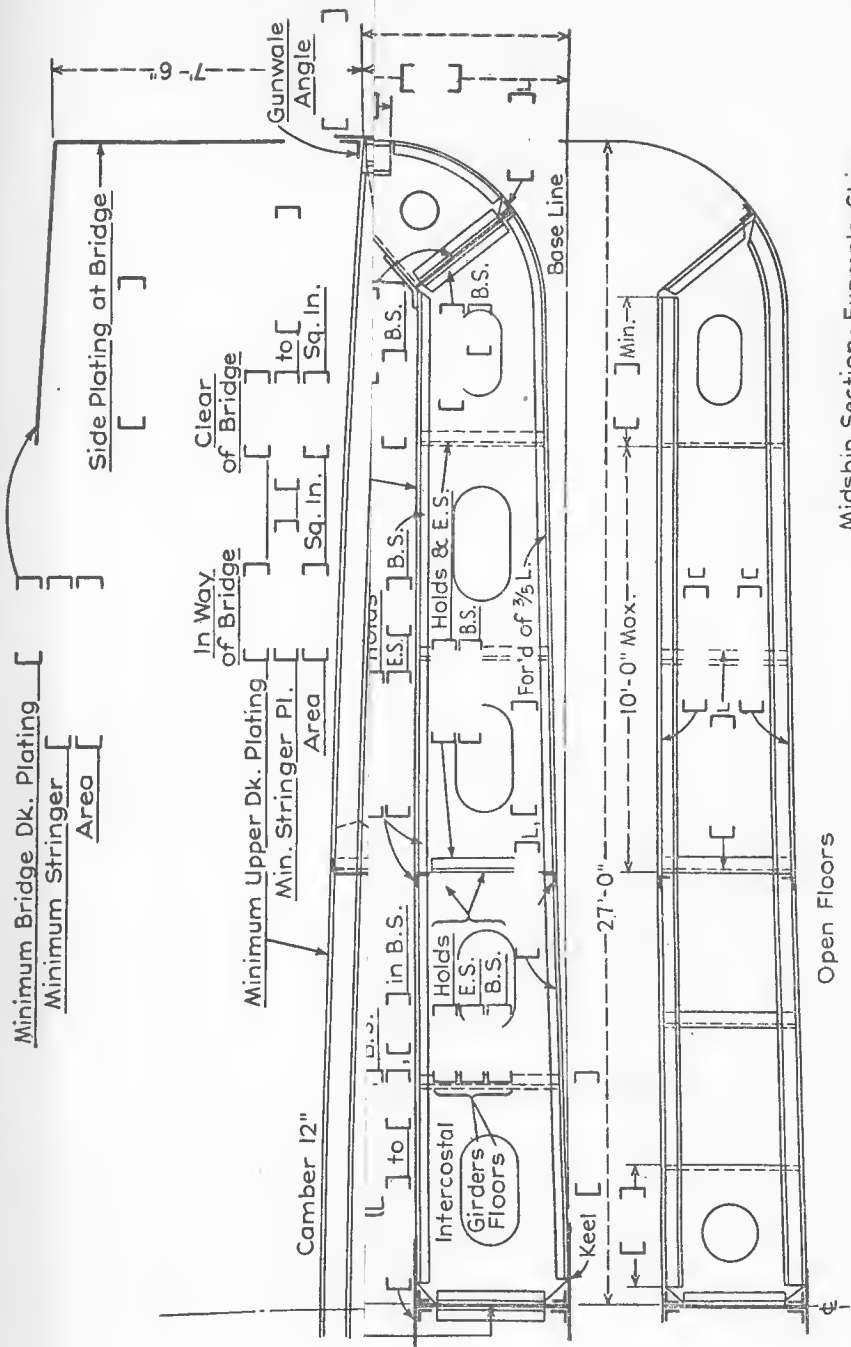 Minimum Bridge Dk. Plating [ ]
Minimum Stringer [ ]
Area [ ]
Side Plating at Bridge
[ ]
7'-6"
Gunwale
Angle
[ ]
In Way
of Bridge
Clear
of Bridge
Minimum Upper Dk. Plating [ ] [ ]
Min. Stringer Pl. [ ] [ ] to [ ]
Area [ ] Sq. In. [ ] Sq. In.
Camber 12"
B.S.
] to [
], [ ] in B.S.
Holds
E.S. [ ] B.S. [ ] B.S.
Intercostal
Girders
Floors
Holds
E.S.
B.S.
B.S.
Holds & E.S.
B.S.
For'd of ⅗ L.
Keel
Base Line
27'-0"
10'-0" Max.
[ ] Min.
Open Floors